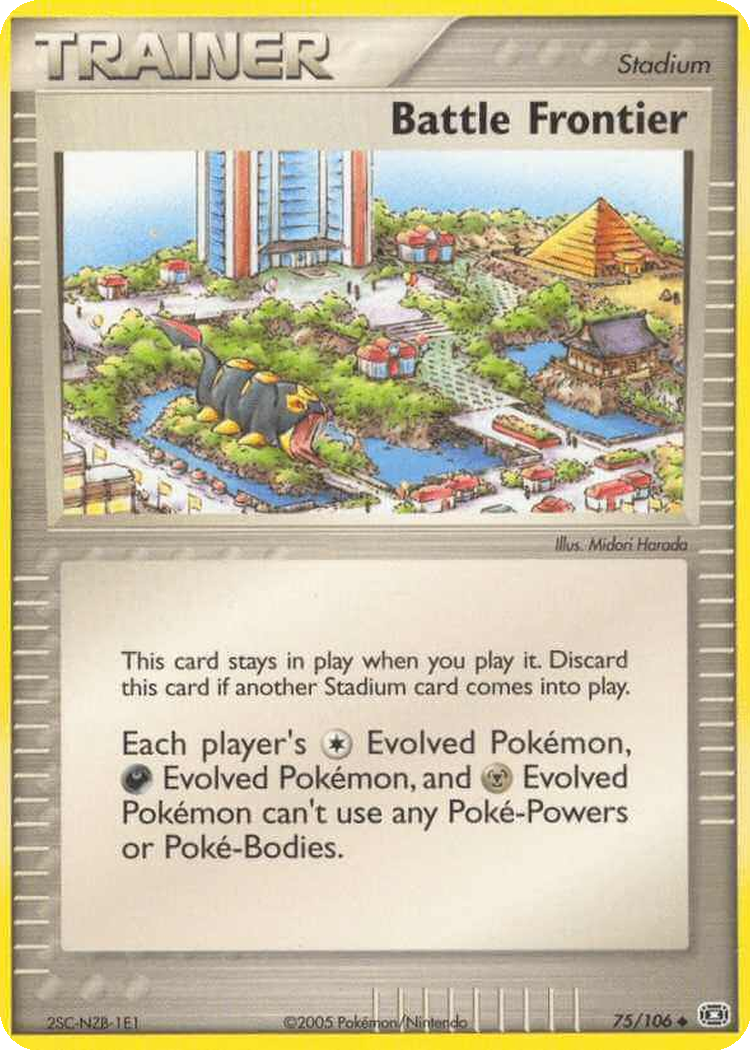 TRAINER
Stadium
Battle Frontier
Illus. Midori Harada
This card stays in play when you play it. Discard
this card if another Stadium card comes into play.
Each player's Evolved Pokémon,
Evolved Pokémon, and Evolved
Pokémon can't use any Poké-Powers
or Poké-Bodies.
2SC-NZB-1E1
©2005 Pokémon/Nintendo
75/106